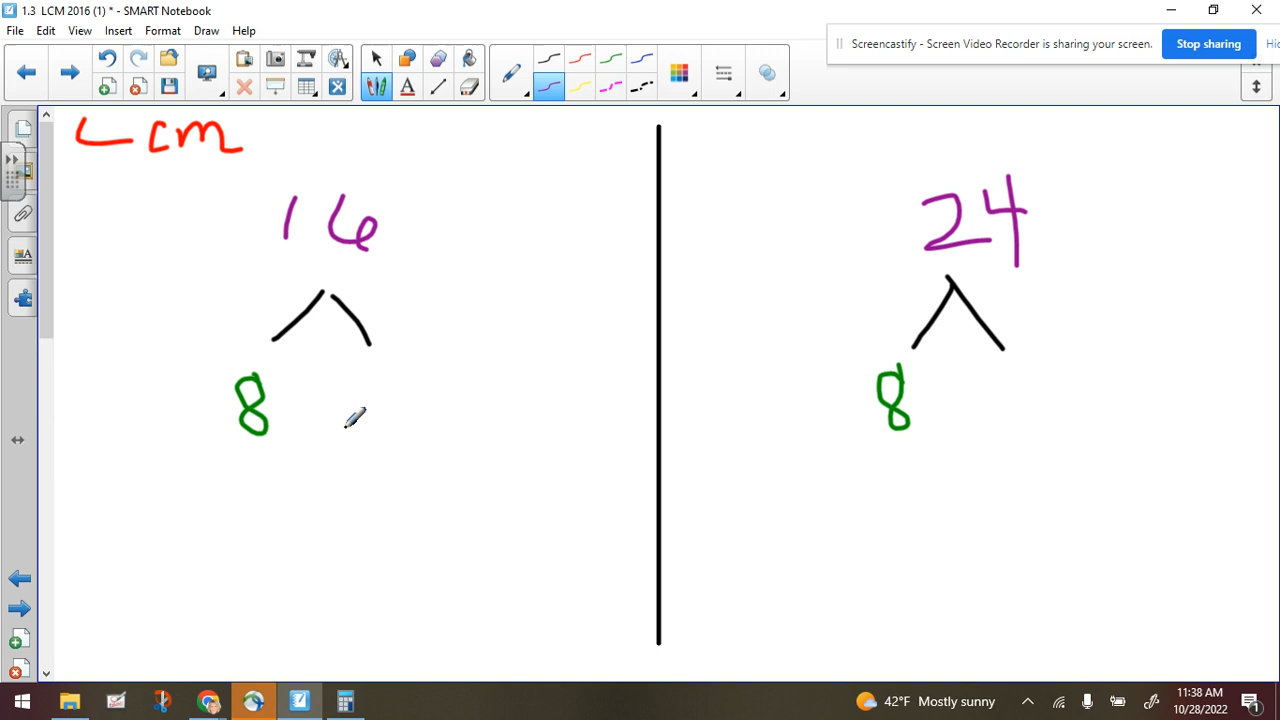 1.3 LCM 2016 (1) * - SMART Notebook
File Edit View Insert Format Draw Help
Screencastify - Screen Video Recorder is sharing your screen. Stop sharing Hi
Lcm
16 24
8 8
42°F Mostly sunny
11:38 AM
10/28/2022
1